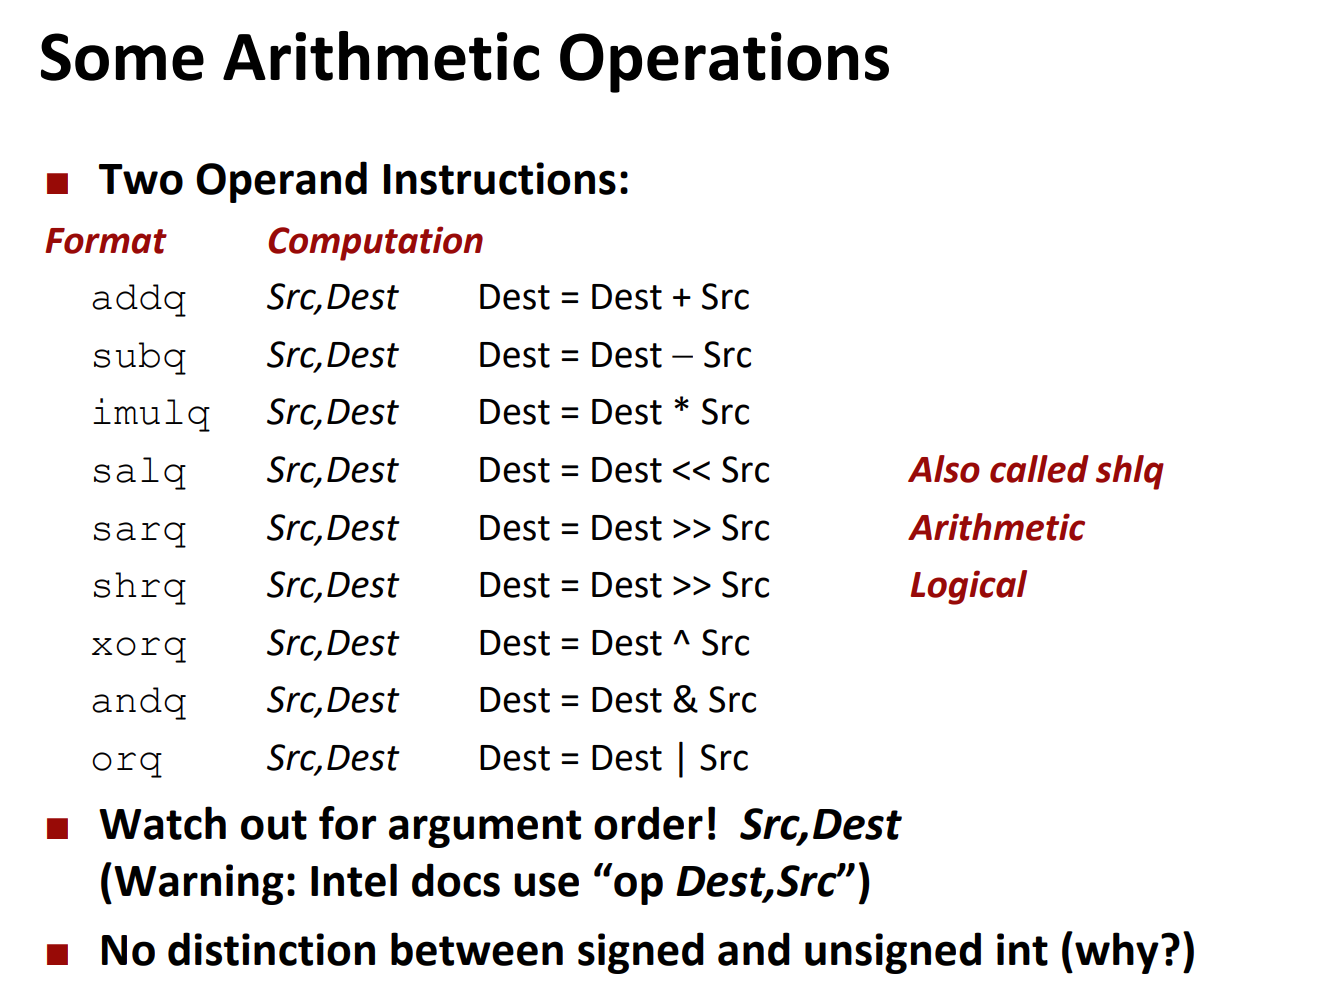 Some Arithmetic Operations
Two Operand Instructions:
Format Computation
addq Src,Dest Dest = Dest + Src
subq Src,Dest Dest = Dest − Src
imulq Src,Dest Dest = Dest * Src
salq Src,Dest Dest = Dest << Src Also called shlq
sarq Src,Dest Dest = Dest >> Src Arithmetic
shrq Src,Dest Dest = Dest >> Src Logical
xorq Src,Dest Dest = Dest ^ Src
andq Src,Dest Dest = Dest & Src
orq Src,Dest Dest = Dest | Src
Watch out for argument order! Src,Dest
(Warning: Intel docs use “op Dest,Src”)
No distinction between signed and unsigned int (why?)